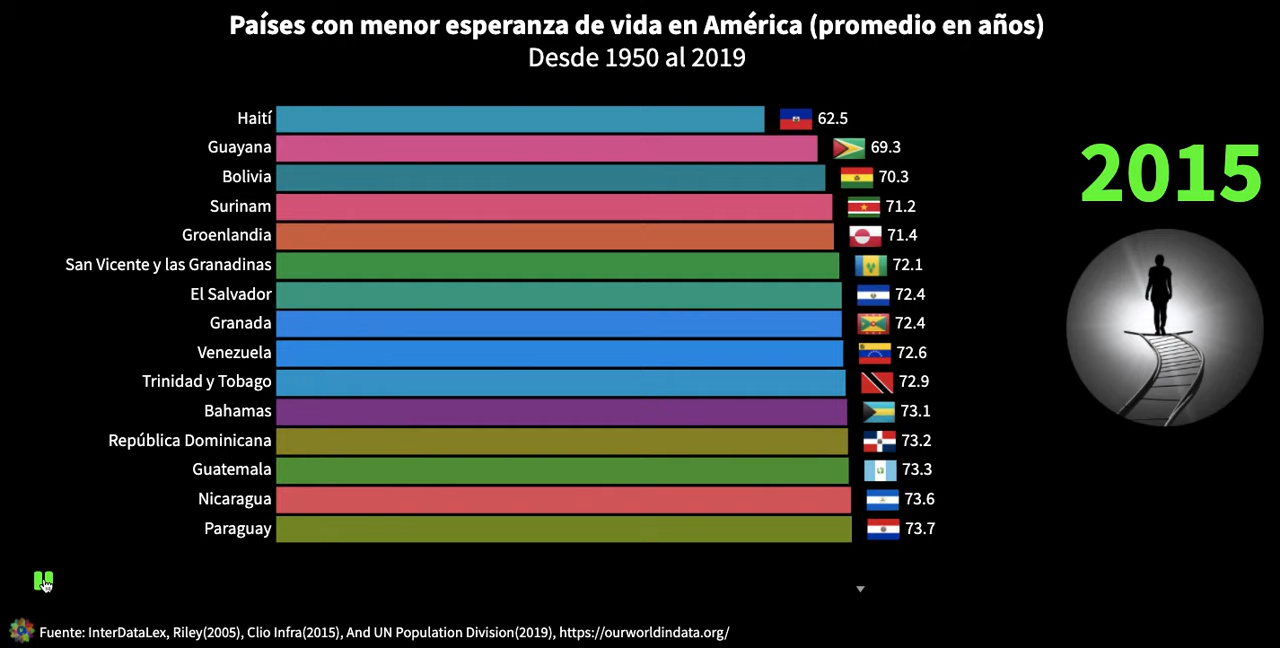 Países con menor esperanza de vida en América (promedio en años)
Desde 1950 al 2019
Haití 62.5
Guayana 69.3
Bolivia 70.3
Surinam 71.2
Groenlandia 71.4
San Vicente y las Granadinas 72.1
El Salvador 72.4
Granada 72.4
Venezuela 72.6
Trinidad y Tobago 72.9
Bahamas 73.1
República Dominicana 73.2
Guatemala 73.3
Nicaragua 73.6
Paraguay 73.7
2015
Fuente: InterDataLex, Riley(2005), Clio Infra(2015), And UN Population Division(2019), https://ourworldindata.org/